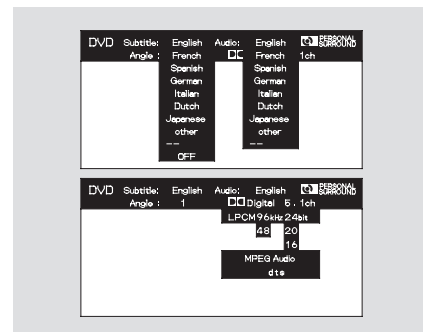 DVD Subtitle: English Audio: English PERSONAL SURROUND
Angle : French French 1ch
Spanish Spanish
German German
Italian Italian
Dutch Dutch
Japanese Japanese
other other
-- --
OFF
DVD Subtitle: English Audio: English PERSONAL SURROUND
Angle : 1 Digital 5 . 1ch
LPCM 96kHz 24bit
48 20
16
MPEG Audio
dts